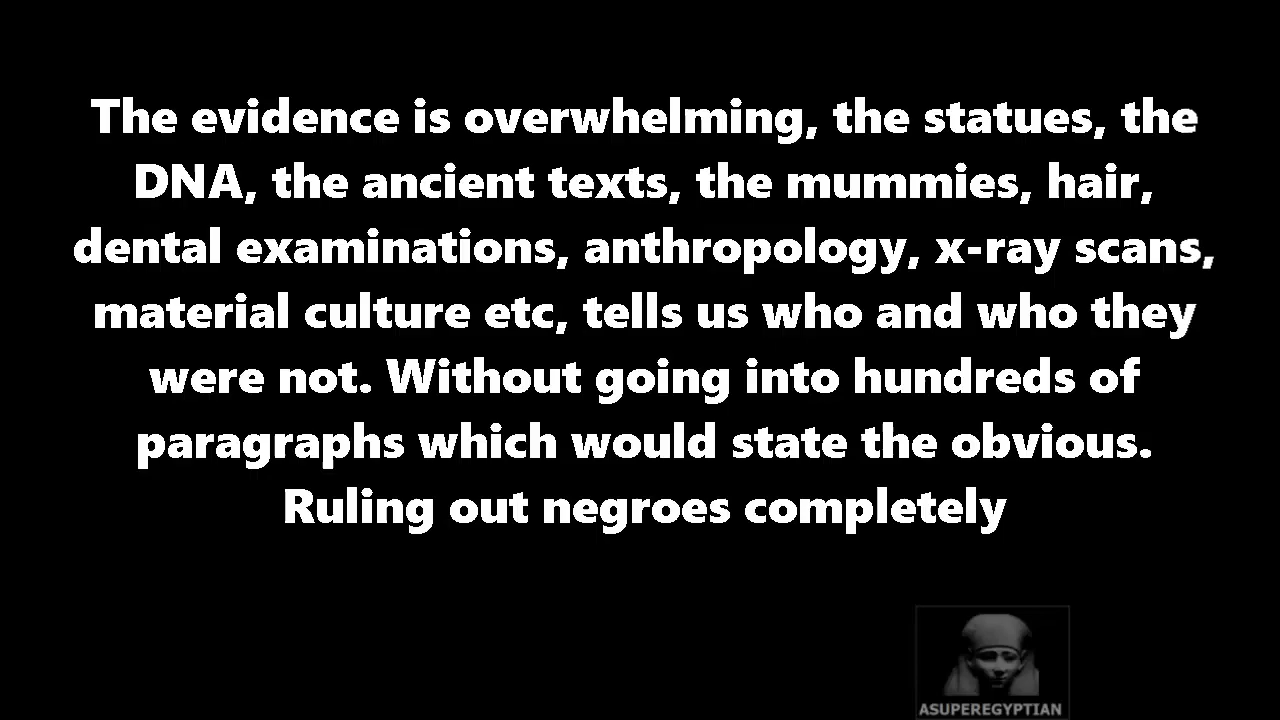 The evidence is overwhelming, the statues, the
DNA, the ancient texts, the mummies, hair,
dental examinations, anthropology, x-ray scans,
material culture etc, tells us who and who they
were not. Without going into hundreds of
paragraphs which would state the obvious.
Ruling out negroes completely
ASUPEREGYPTIAN